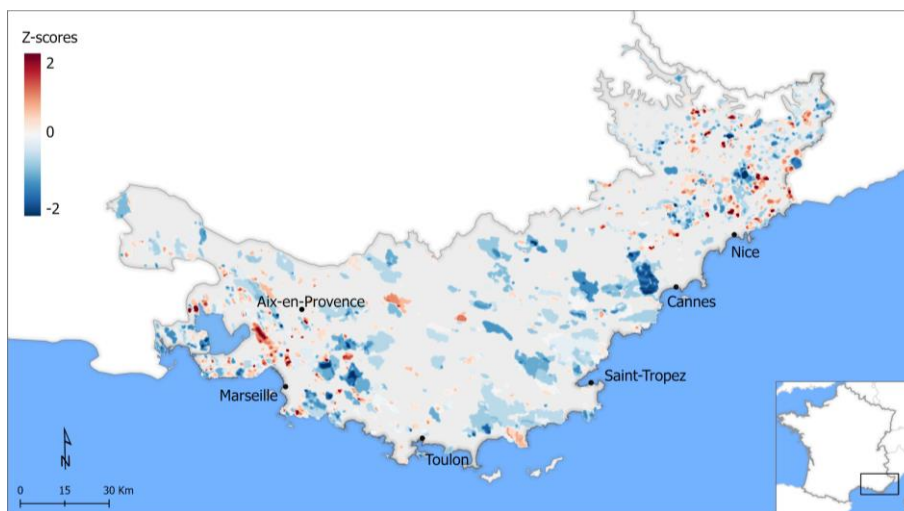 Z-scores
2
0
-2
Nice
Cannes
Aix-en-Provence
Saint-Tropez
Marseille
Toulon
N
0 15 30 Km